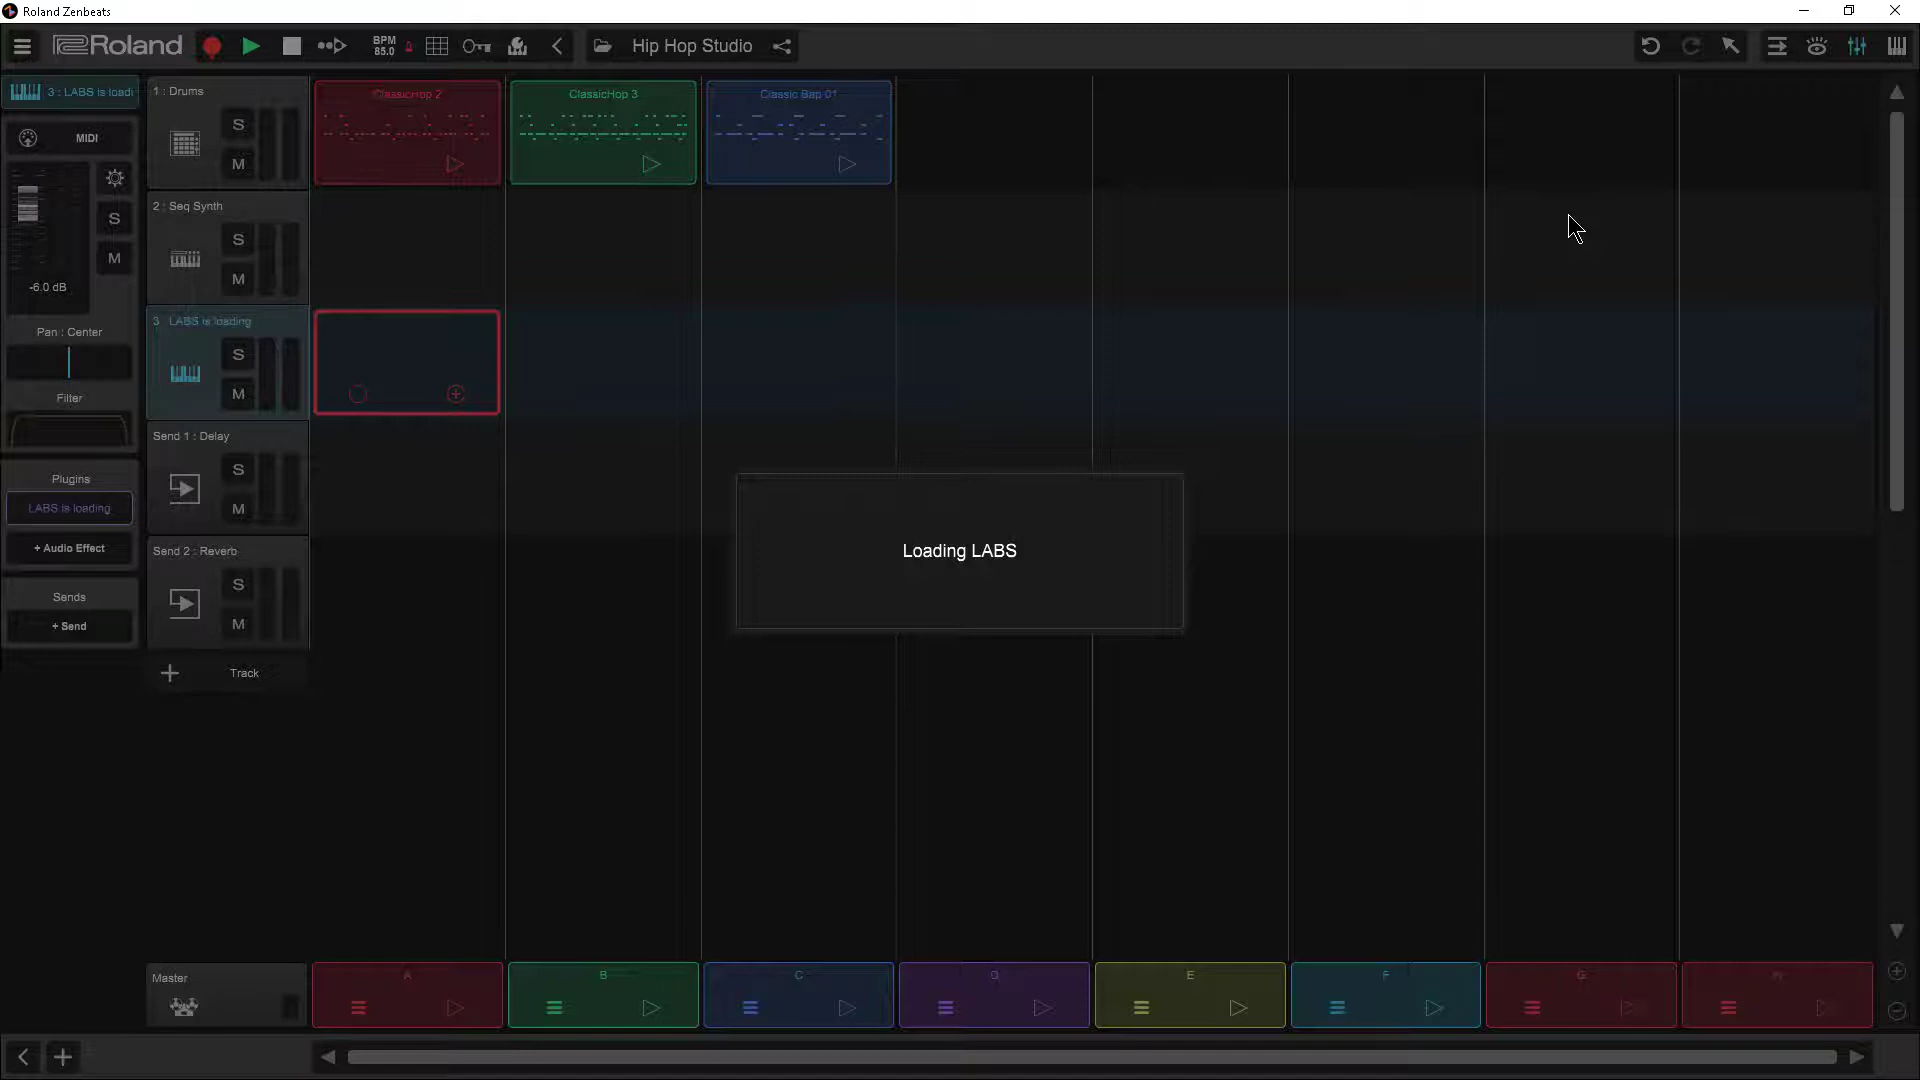 Roland Zenbeats
Roland
BPM
85.0
Hip Hop Studio
3 : LABS is loadi
MIDI
S
M
-6.0 dB
Pan : Center
Filter
Plugins
LABS is loading
+ Audio Effect
Sends
+ Send
1 : Drums
S
M
2 : Seq Synth
S
M
3 LABS is loading
S
M
Send 1 : Delay
S
M
Send 2 : Reverb
S
M
Track
ClassicHop 2
ClassicHop 3
Classic Bap 01
Loading LABS
Master
A
B
C
D
E
F
G
H